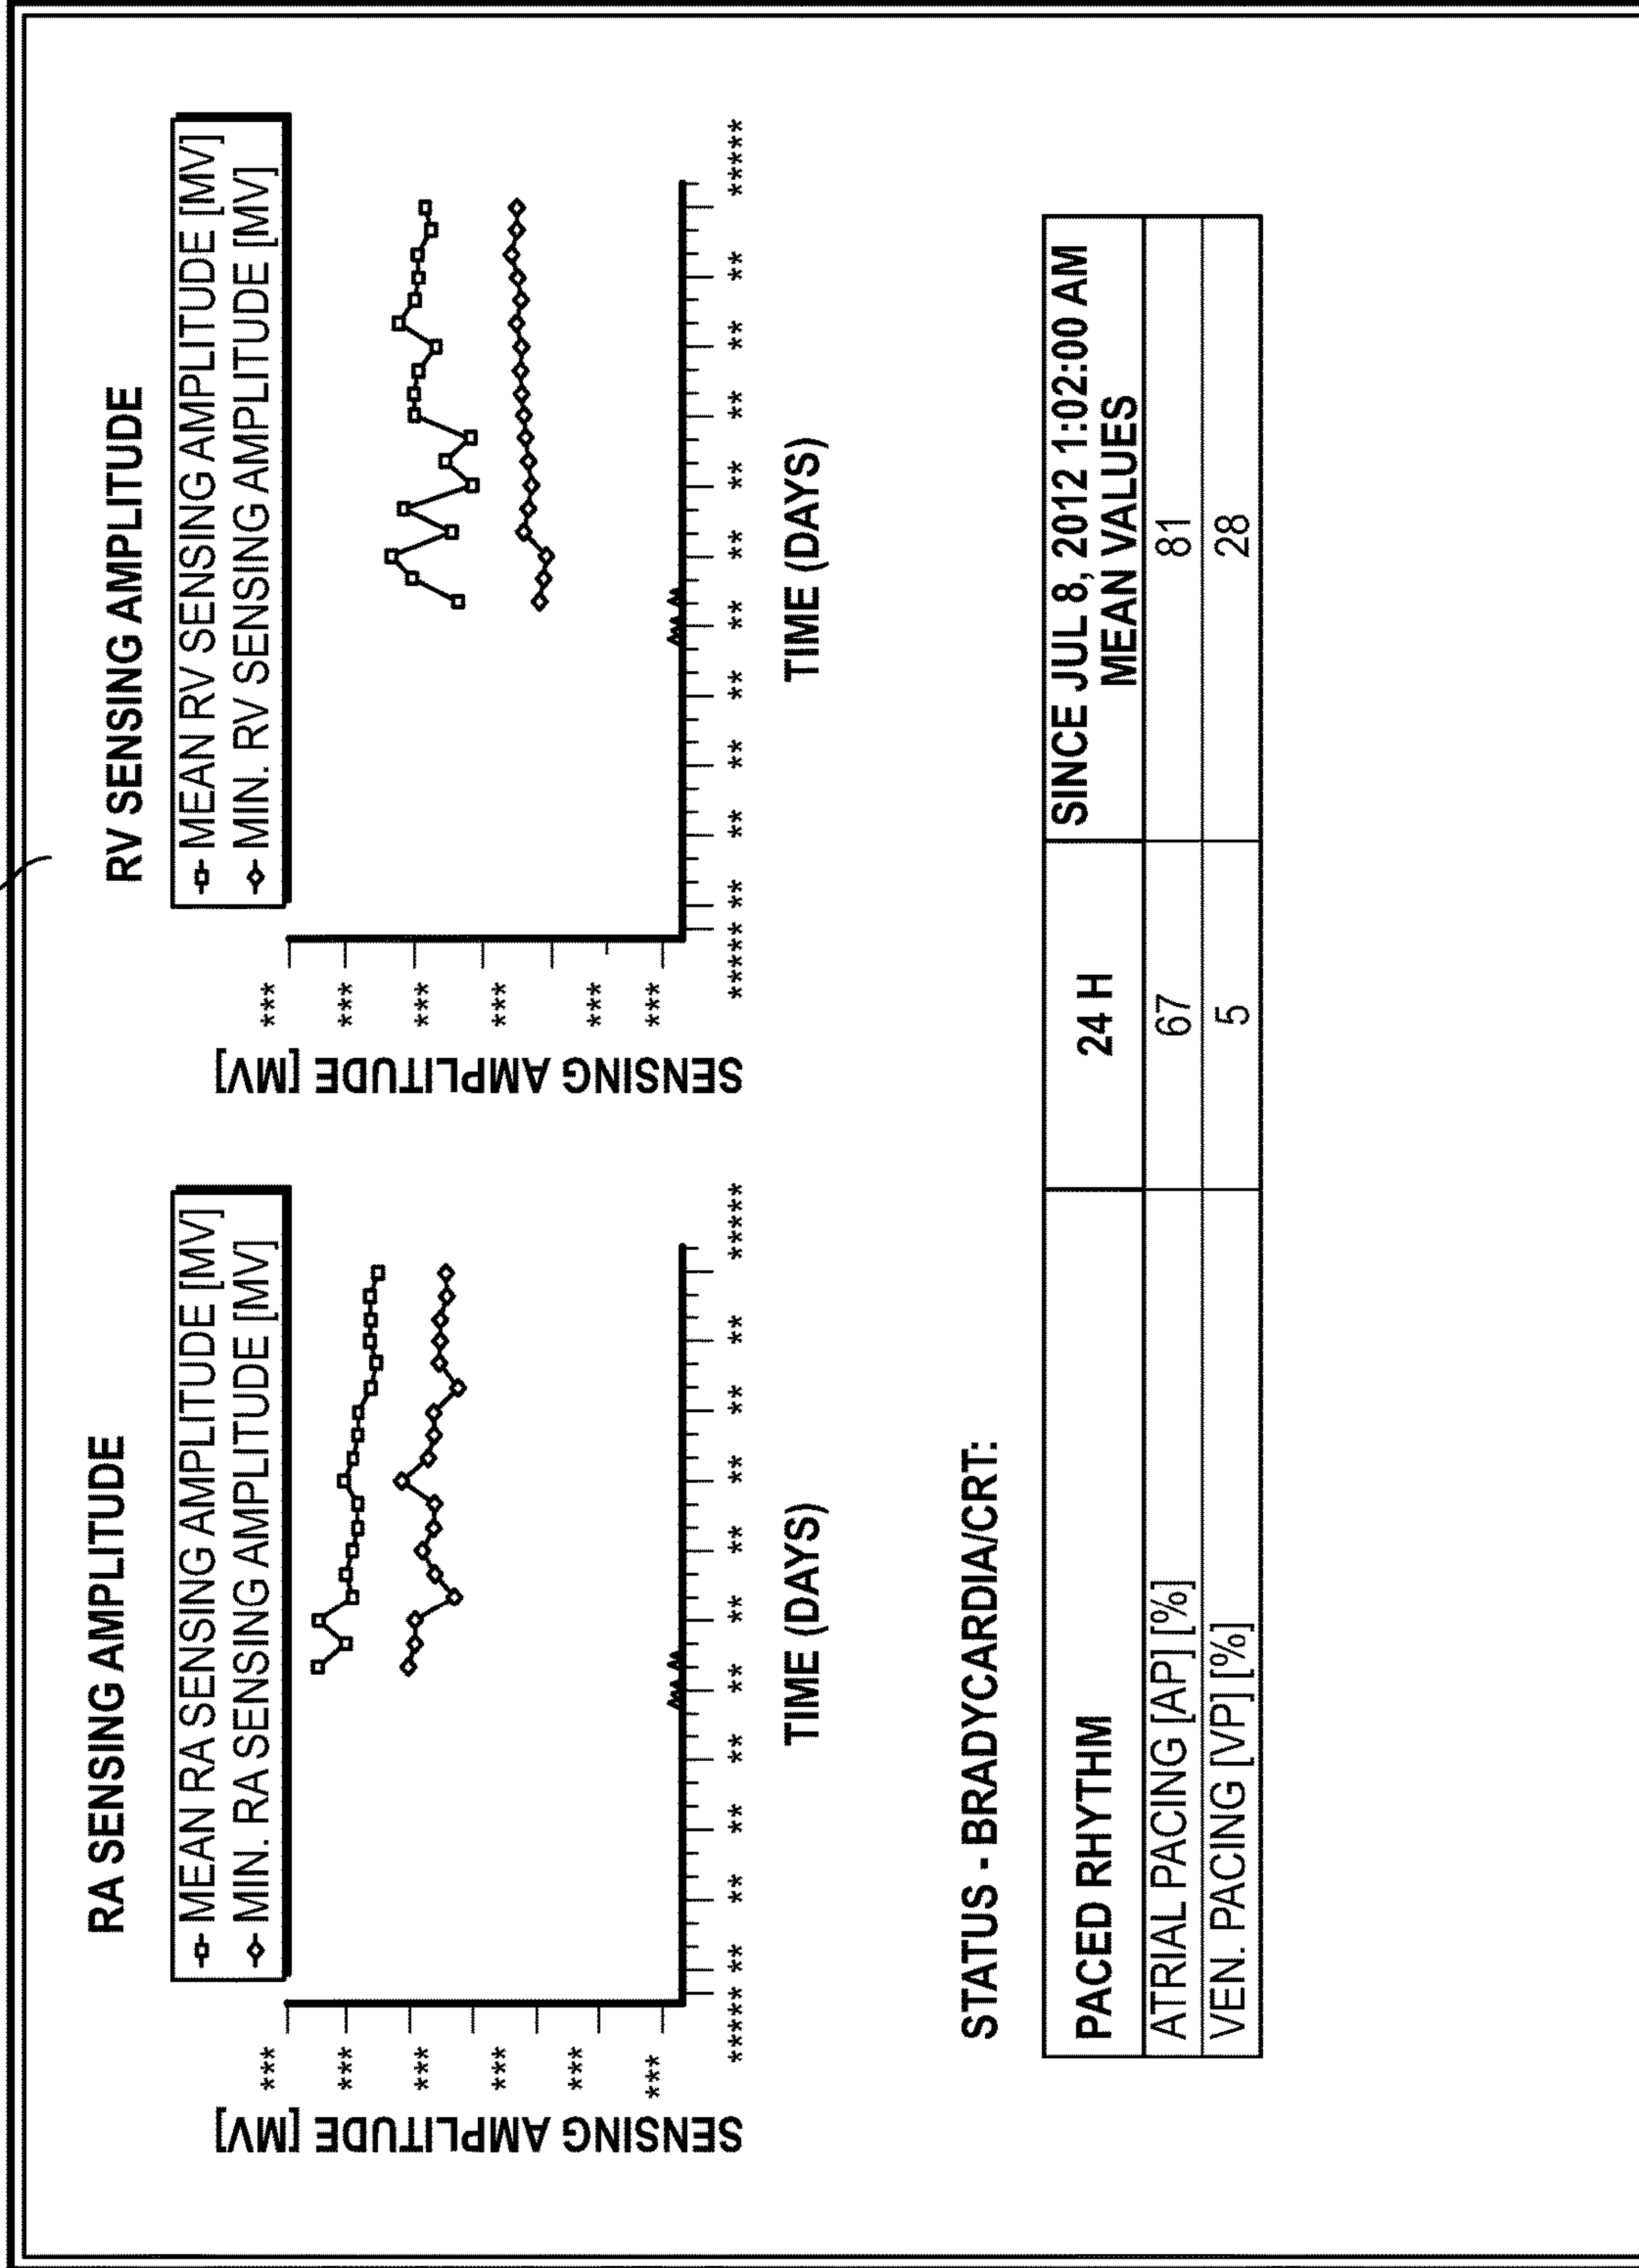 RA SENSING AMPLITUDE
MEAN RA SENSING AMPLITUDE [MV]
MIN. RA SENSING AMPLITUDE [MV]
SENSING AMPLITUDE [MV]
***
***
***
***
***
***
***** ** ** ** ** ** ** ** ** ** ** *****
TIME (DAYS)
RV SENSING AMPLITUDE
MEAN RV SENSING AMPLITUDE [MV]
MIN. RV SENSING AMPLITUDE [MV]
SENSING AMPLITUDE [MV]
***
***
***
***
***
***
***** ** ** ** ** ** ** ** ** ** ** *****
TIME (DAYS)
STATUS - BRADYCARDIA/CRT:
PACED RHYTHM 24 H SINCE JUL 8, 2012 1:02:00 AM
MEAN VALUES
ATRIAL PACING [AP] [%] 67 81
VEN. PACING [VP] [%] 5 28